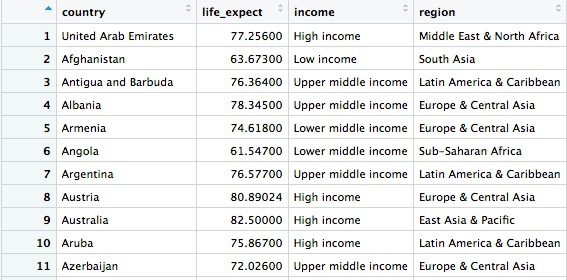 country life_expect income region
1 United Arab Emirates 77.25600 High income Middle East & North Africa
2 Afghanistan 63.67300 Low income South Asia
3 Antigua and Barbuda 76.36400 Upper middle income Latin America & Caribbean
4 Albania 78.34500 Upper middle income Europe & Central Asia
5 Armenia 74.61800 Lower middle income Europe & Central Asia
6 Angola 61.54700 Lower middle income Sub-Saharan Africa
7 Argentina 76.57700 Upper middle income Latin America & Caribbean
8 Austria 80.89024 High income Europe & Central Asia
9 Australia 82.50000 High income East Asia & Pacific
10 Aruba 75.86700 High income Latin America & Caribbean
11 Azerbaijan 72.02600 Upper middle income Europe & Central Asia